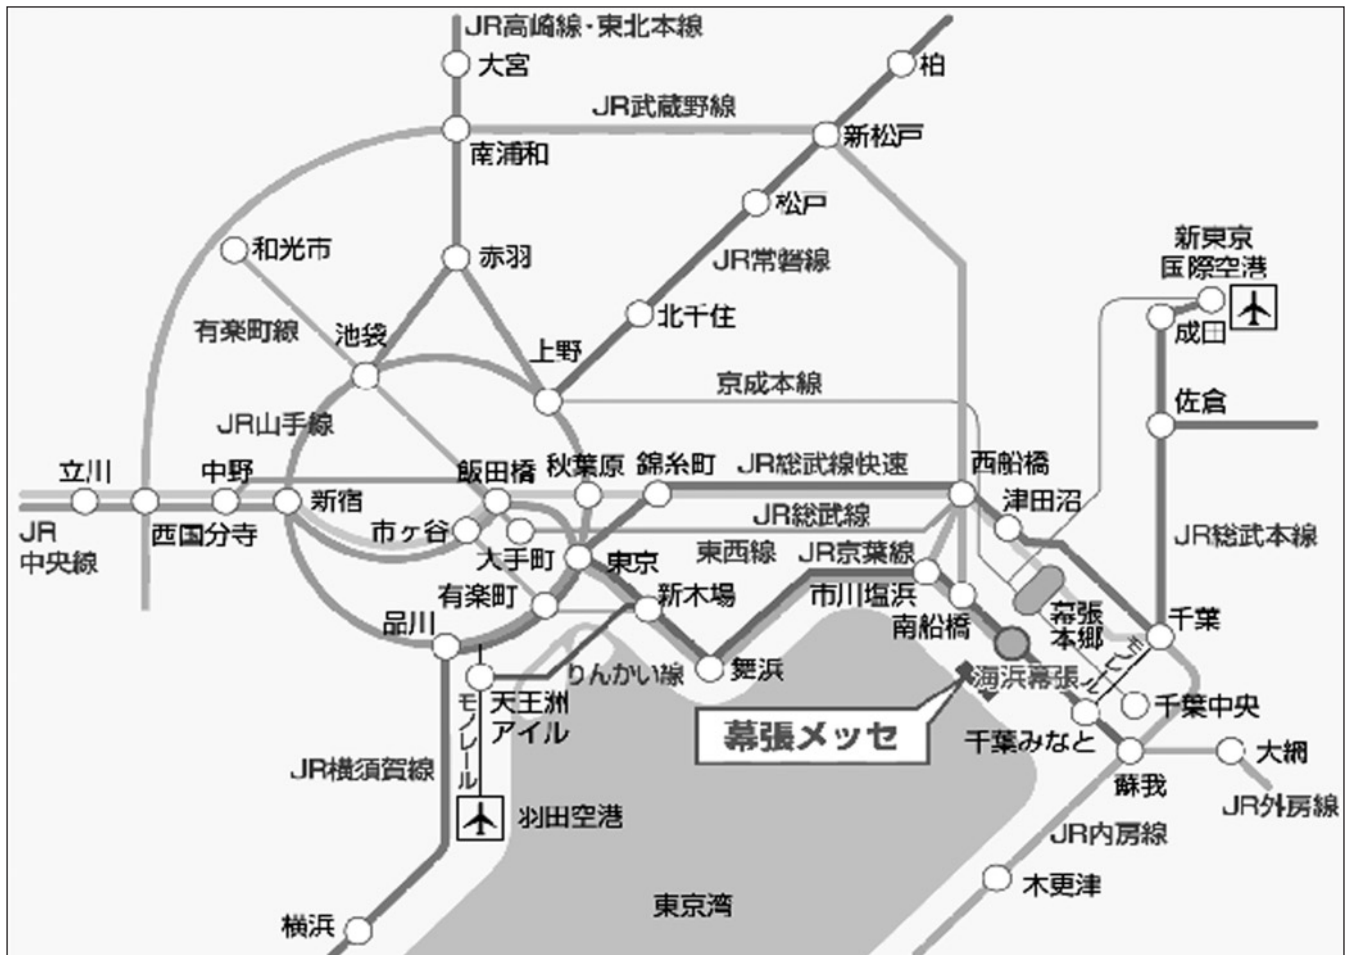 JR高崎線・東北本線
大宮
柏
JR武蔵野線
新松戸
南浦和
松戸
和光市
赤羽
JR常磐線
新東京
国際空港
成田
有楽町線
池袋
北千住
上野
京成本線
佐倉
JR山手線
立川
中野
飯田橋
秋葉原
錦糸町
JR総武線快速
西船橋
新宿
津田沼
JR
中央線
西国分寺
市ヶ谷
JR総武線
大手町
東京
東西線
JR京葉線
JR総武本線
有楽町
新木場
市川塩浜
幕張
本郷
千葉
品川
南船橋
モノレール
りんかい線
舞浜
海浜幕張
天王洲
アイル
モノレール
幕張メッセ
千葉中央
千葉みなと
大網
JR横須賀線
蘇我
JR外房線
羽田空港
JR内房線
木更津
東京湾
横浜